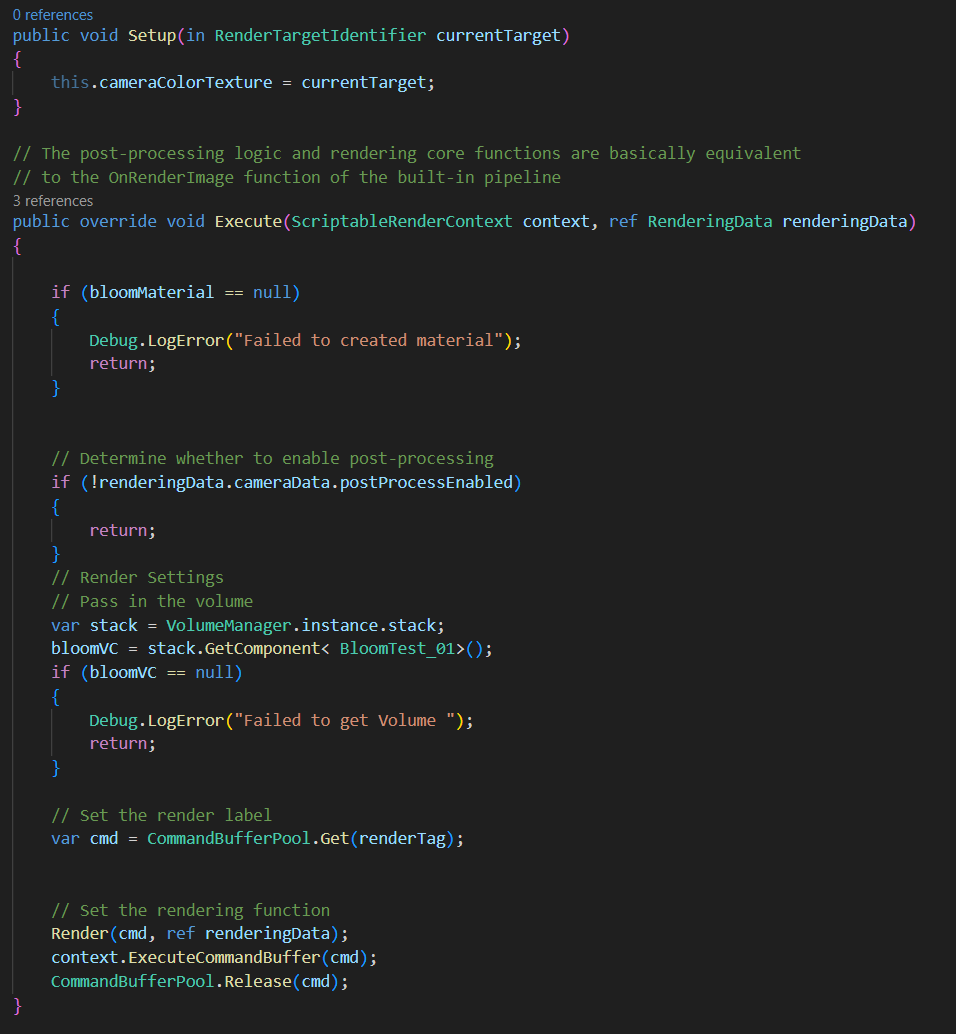 0 references
public void Setup(in RenderTargetIdentifier currentTarget)
{
    this.cameraColorTexture = currentTarget;
}
// The post-processing logic and rendering core functions are basically equivalent
// to the OnRenderImage function of the built-in pipeline
3 references
public override void Execute(ScriptableRenderContext context, ref RenderingData renderingData)
{
    if (bloomMaterial == null)
    {
        Debug.LogError("Failed to created material");
        return;
    }
    // Determine whether to enable post-processing
    if (!renderingData.cameraData.postProcessEnabled)
    {
        return;
    }
    // Render Settings
    // Pass in the volume
    var stack = VolumeManager.instance.stack;
    bloomVC = stack.GetComponent< BloomTest_01>();
    if (bloomVC == null)
    {
        Debug.LogError("Failed to get Volume ");
        return;
    }
    // Set the render label
    var cmd = CommandBufferPool.Get(renderTag);
    // Set the rendering function
    Render(cmd, ref renderingData);
    context.ExecuteCommandBuffer(cmd);
    CommandBufferPool.Release(cmd);
}